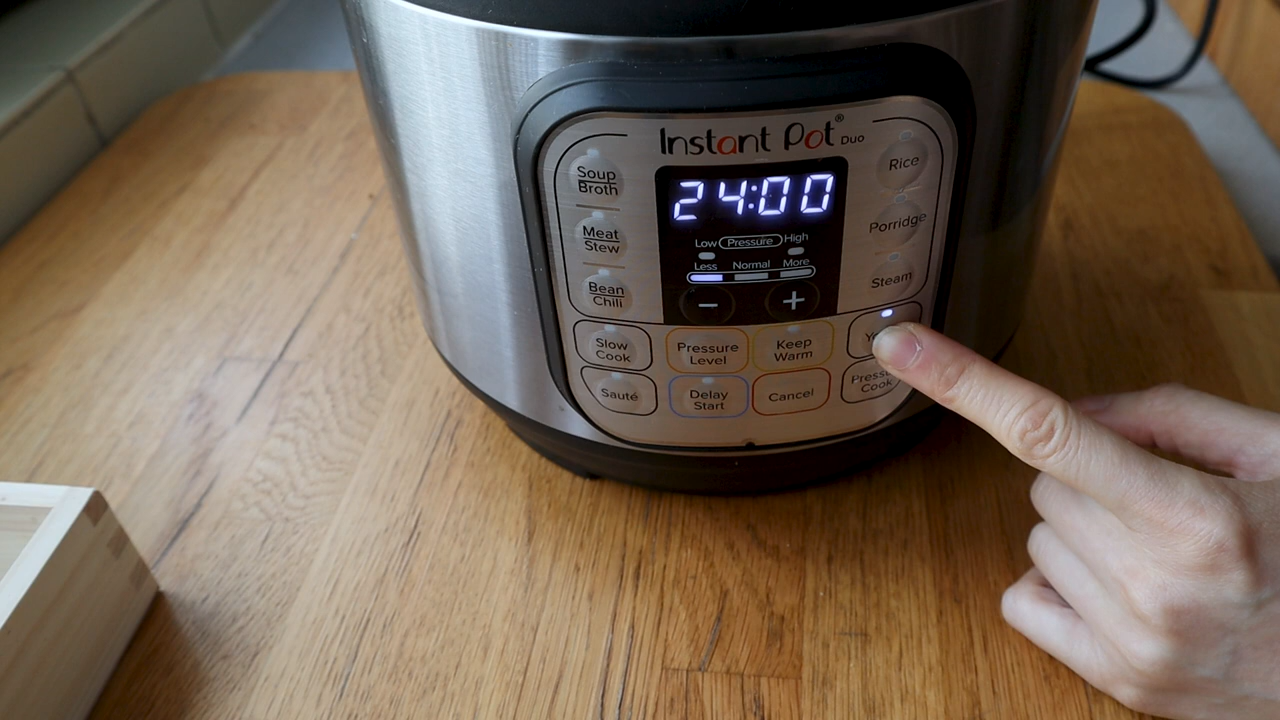 Instant Pot® Duo
Soup
Broth
Meat
Stew
Bean
Chili
24:00
Low Pressure High
Less Normal More
− +
Rice
Porridge
Steam
Slow
Cook
Pressure
Level
Keep
Warm
Sauté
Delay
Start
Cancel
Cook